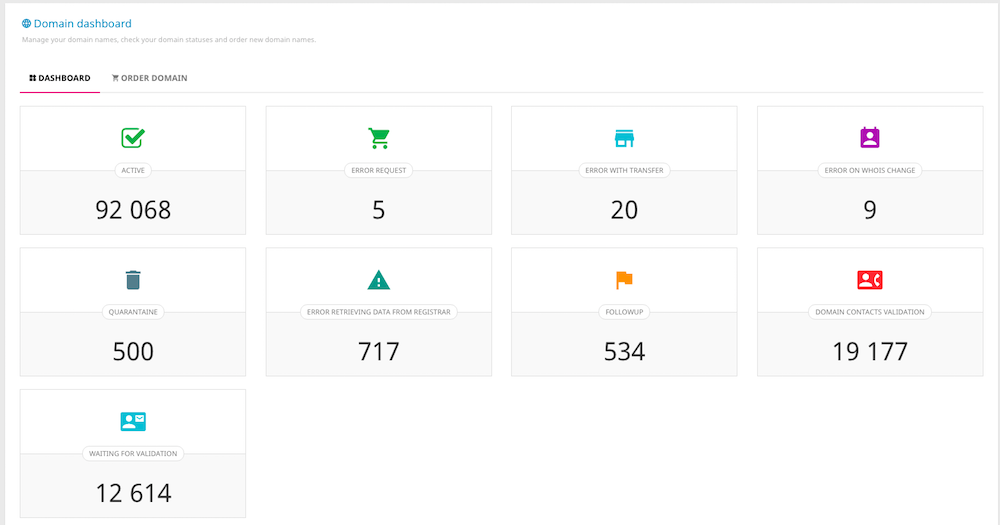 Domain dashboard
Manage your domain names, check your domain statuses and order new domain names.
DASHBOARD ORDER DOMAIN
ACTIVE
92 068
ERROR REQUEST
5
ERROR WITH TRANSFER
20
ERROR ON WHOIS CHANGE
9
QUARANTAINE
500
ERROR RETRIEVING DATA FROM REGISTRAR
717
FOLLOWUP
534
DOMAIN CONTACTS VALIDATION
19 177
WAITING FOR VALIDATION
12 614